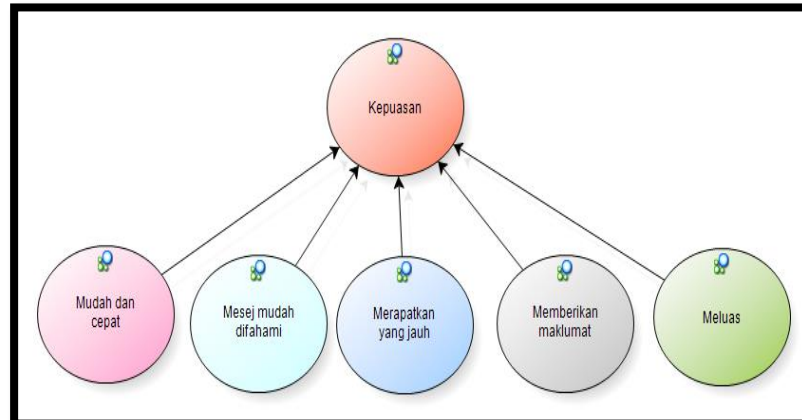 Kepuasan
Mudah dan
cepat
Mesej mudah
difahami
Merapatkan
yang jauh
Memberikan
maklumat
Meluas